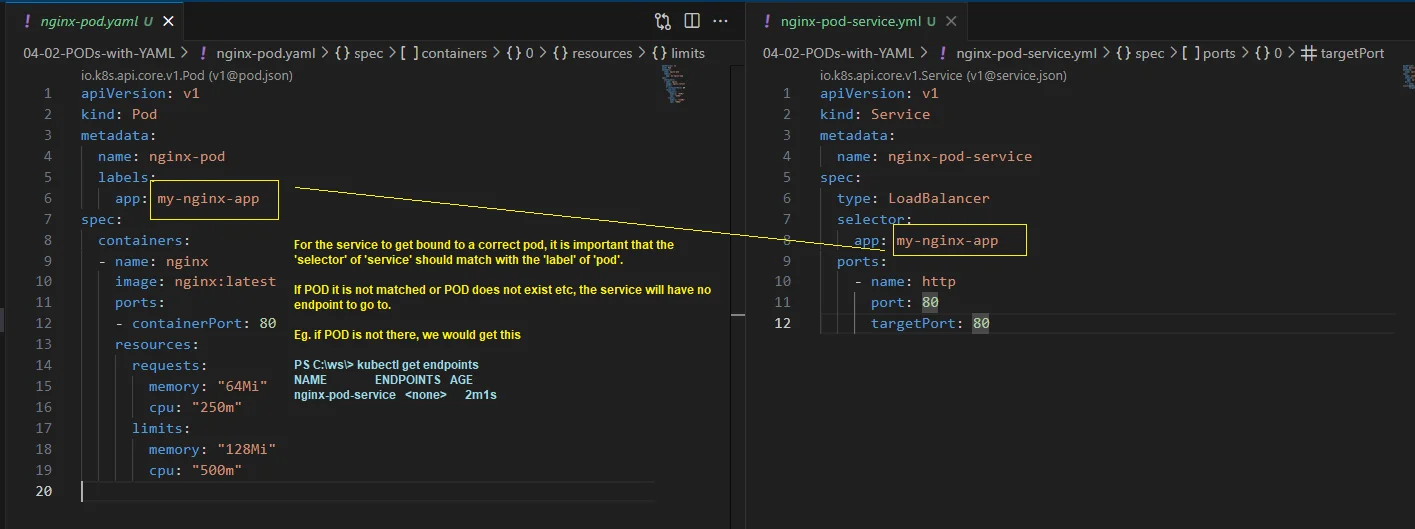 nginx-pod.yaml U
04-02-PODs-with-YAML > nginx-pod.yaml > {} spec > [ ] containers > {} 0 > {} resources > {} limits
io.k8s.api.core.v1.Pod (v1@pod.json)
1 apiVersion: v1
2 kind: Pod
3 metadata:
4   name: nginx-pod
5   labels:
6     app: my-nginx-app
7 spec:
8   containers:
9   - name: nginx
10     image: nginx:latest
11     ports:
12     - containerPort: 80
13     resources:
14       requests:
15         memory: "64Mi"
16         cpu: "250m"
17       limits:
18         memory: "128Mi"
19         cpu: "500m"
20
For the service to get bound to a correct pod, it is important that the
'selector' of 'service' should match with the 'label' of 'pod'.
If POD it is not matched or POD does not exist etc, the service will have no
endpoint to go to.
Eg. if POD is not there, we would get this
PS C:\ws\> kubectl get endpoints
NAME ENDPOINTS AGE
nginx-pod-service <none> 2m1s
nginx-pod-service.yml U
04-02-PODs-with-YAML > nginx-pod-service.yml > {} spec > [ ] ports > {} 0 > # targetPort
io.k8s.api.core.v1.Service (v1@service.json)
1 apiVersion: v1
2 kind: Service
3 metadata:
4   name: nginx-pod-service
5 spec:
6   type: LoadBalancer
7   selector:
8     app: my-nginx-app
9   ports:
10     - name: http
11       port: 80
12       targetPort: 80